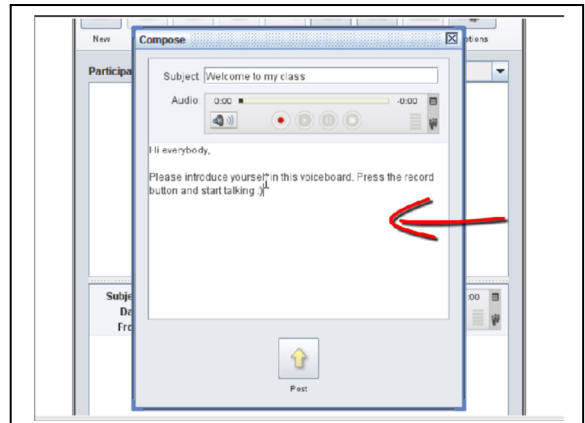 New
Compose
ptions
Participa
Subject: Welcome to my class
Audio: 0:00 -0:00
Hi everybody,
Please introduce yourself in this voiceboard. Press the record
button and start talking :)
Subje
:00
Da
Fro
Post